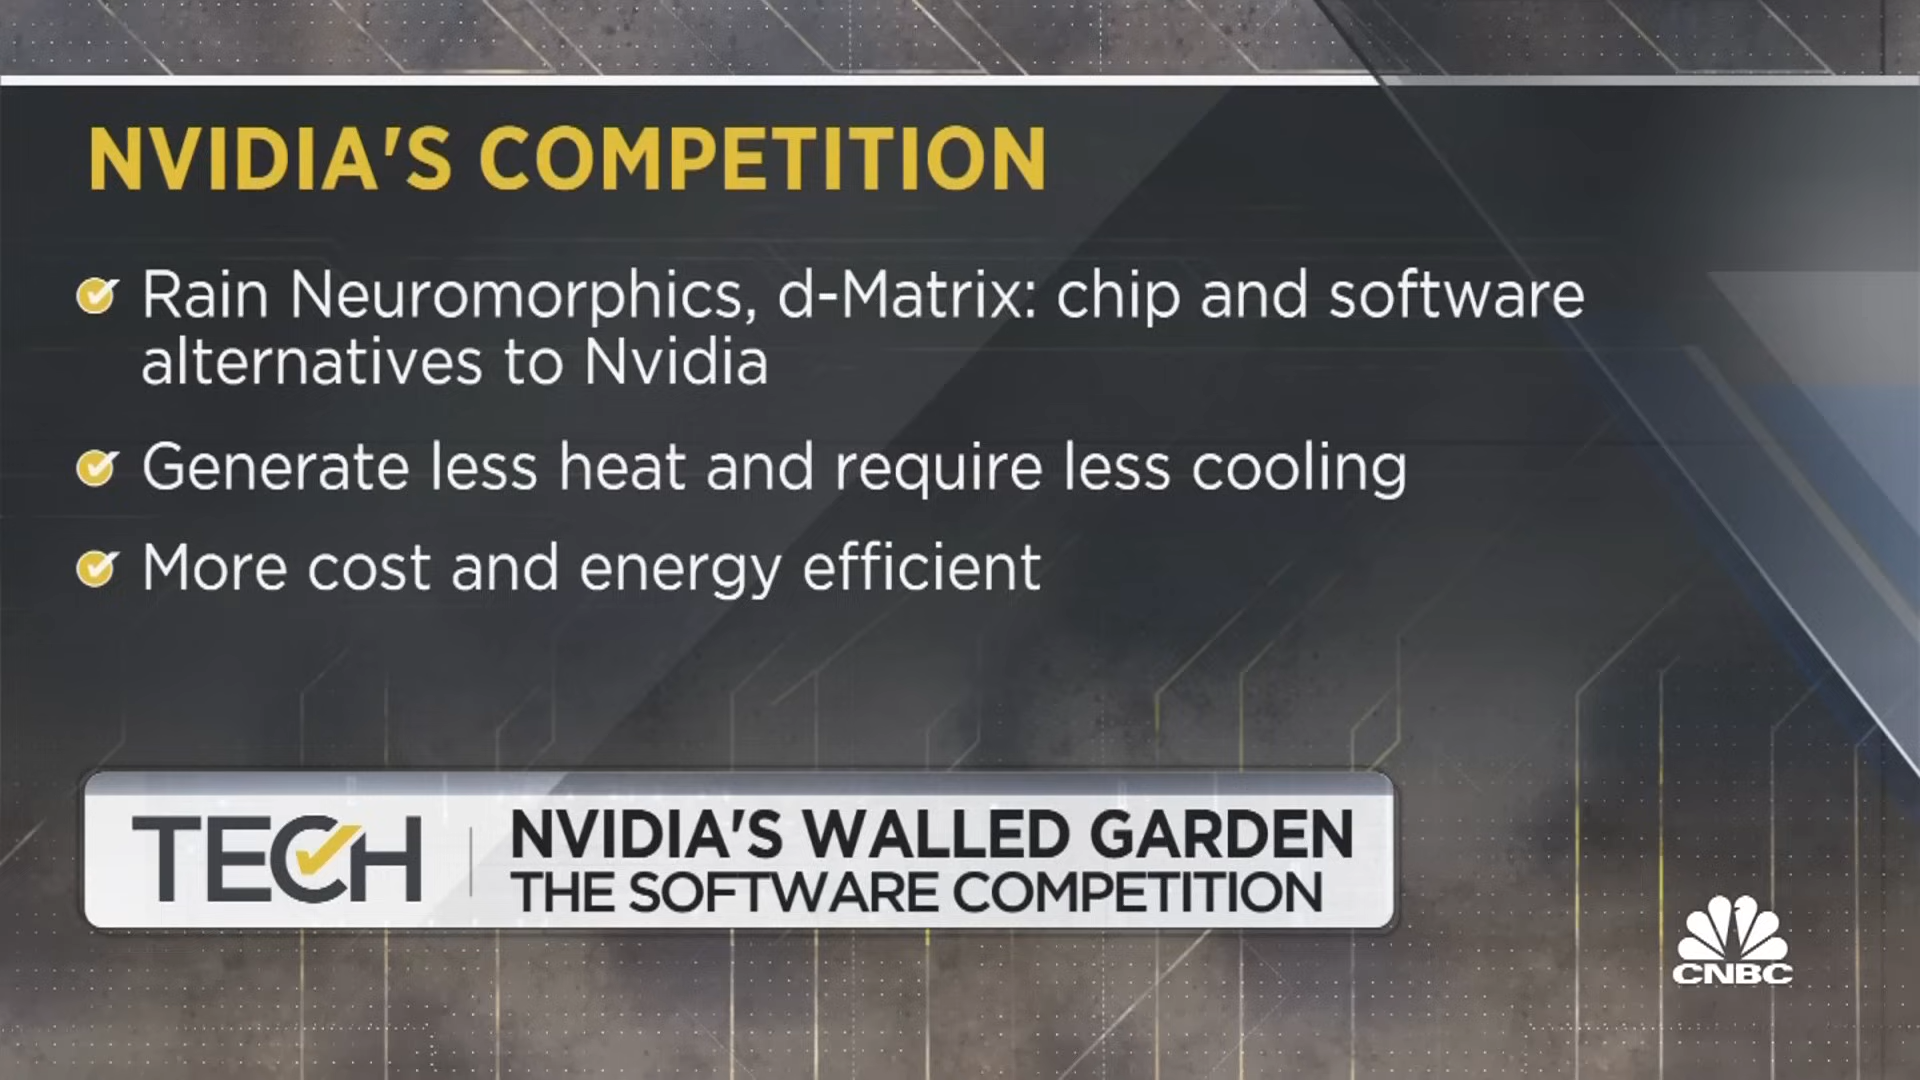 NVIDIA'S COMPETITION
Rain Neuromorphics, d-Matrix: chip and software
alternatives to Nvidia
Generate less heat and require less cooling
More cost and energy efficient
TECH
NVIDIA'S WALLED GARDEN
THE SOFTWARE COMPETITION
CNBC